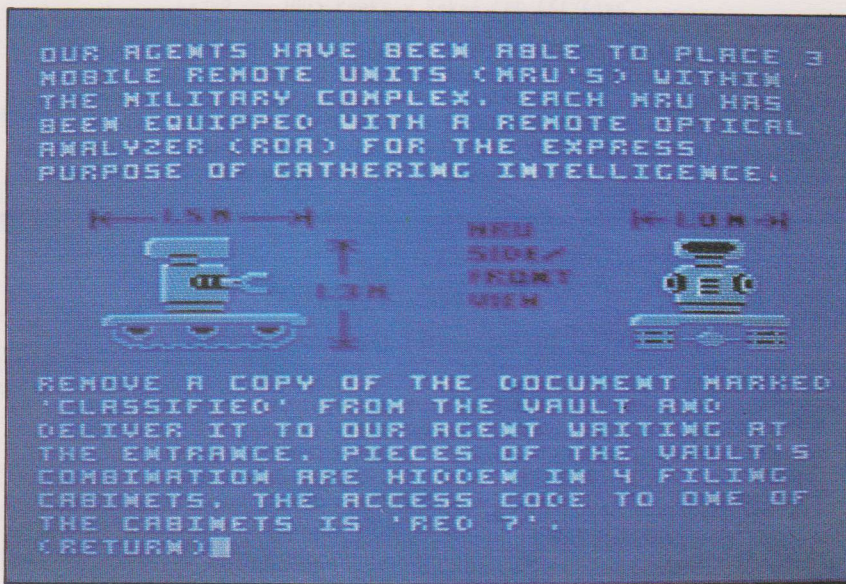 OUR AGENTS HAVE BEEN ABLE TO PLACE 3
MOBILE REMOTE UNITS (MRU'S) WITHIN
THE MILITARY COMPLEX. EACH MRU HAS
BEEN EQUIPPED WITH A REMOTE OPTICAL
ANALYZER (ROA) FOR THE EXPRESS
PURPOSE OF GATHERING INTELLIGENCE.
1.5 M
1.3 M
MRU
SIDE/
FRONT
VIEW
1.0 M
REMOVE A COPY OF THE DOCUMENT MARKED
'CLASSIFIED' FROM THE VAULT AND
DELIVER IT TO OUR AGENT WAITING AT
THE ENTRANCE. PIECES OF THE VAULT'S
COMBINATION ARE HIDDEN IN 4 FILING
CABINETS. THE ACCESS CODE TO ONE OF
THE CABINETS IS 'RED 7'.
(RETURN)